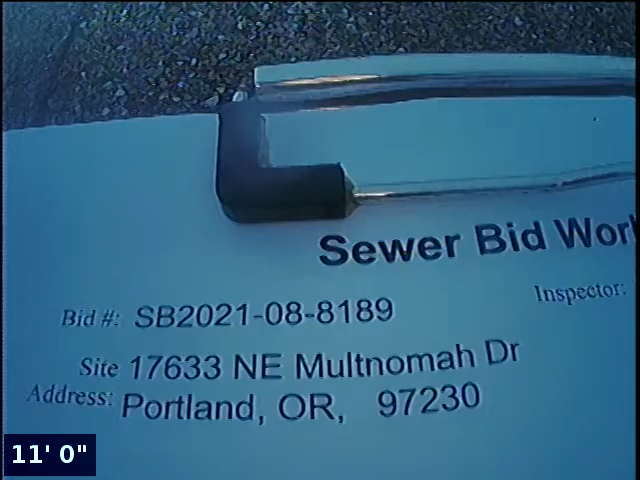 Sewer Bid
Bid #: SB2021-08-8189
Inspector:
Site 17633 NE Multnomah Dr
Address: Portland, OR, 97230
11' 0"